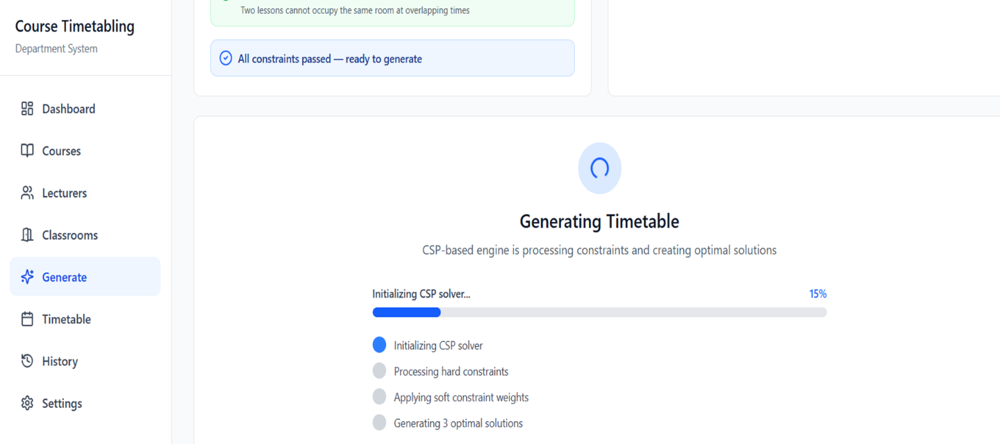 Course Timetabling
Department System
Dashboard
Courses
Lecturers
Classrooms
Generate
Timetable
History
Settings
Two lessons cannot occupy the same room at overlapping times
All constraints passed — ready to generate
Generating Timetable
CSP-based engine is processing constraints and creating optimal solutions
Initializing CSP solver... 15%
Initializing CSP solver
Processing hard constraints
Applying soft constraint weights
Generating 3 optimal solutions